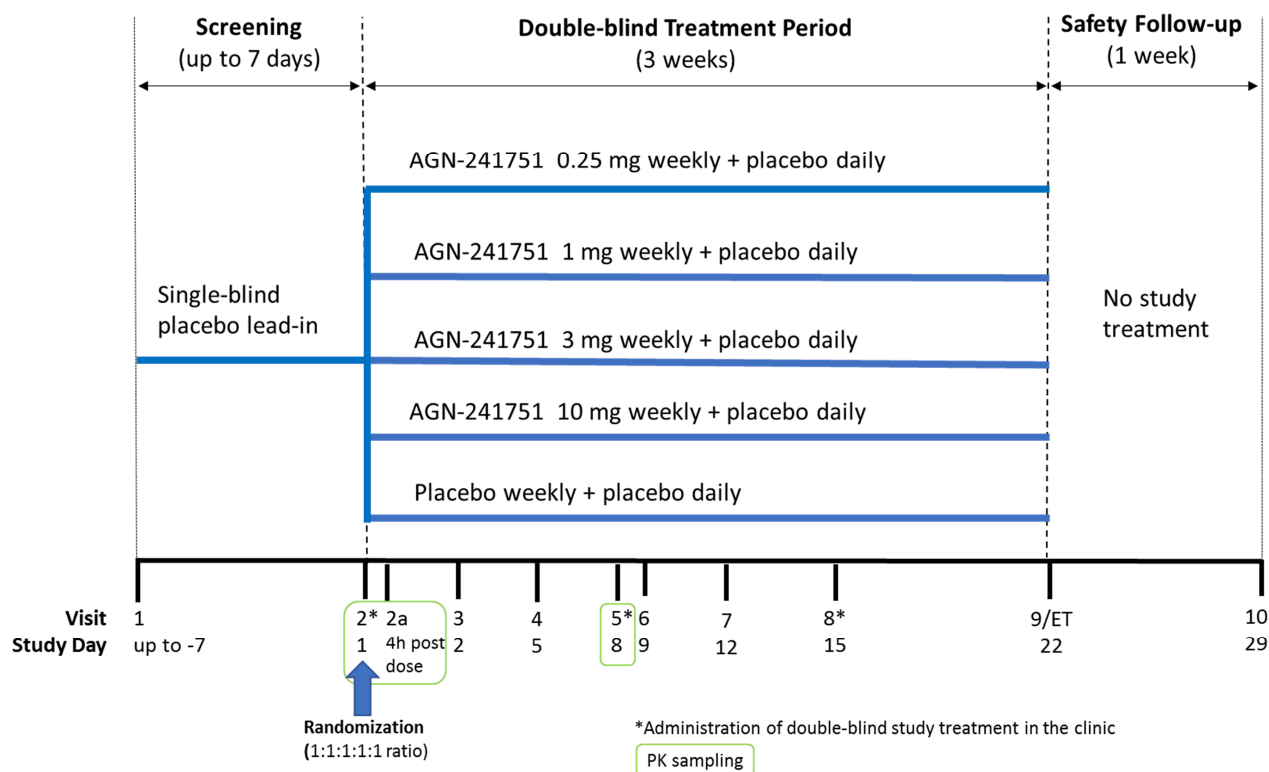 Screening
(up to 7 days)
Double-blind Treatment Period
(3 weeks)
Safety Follow-up
(1 week)
AGN-241751 0.25 mg weekly + placebo daily
AGN-241751 1 mg weekly + placebo daily
Single-blind
placebo lead-in
No study
treatment
AGN-241751 3 mg weekly + placebo daily
AGN-241751 10 mg weekly + placebo daily
Placebo weekly + placebo daily
Visit 1 2* 2a 3 4 5* 6 7 8* 9/ET 10
Study Day up to -7 1 4h post dose 2 5 8 9 12 15 22 29
Randomization
(1:1:1:1:1 ratio)
*Administration of double-blind study treatment in the clinic
PK sampling